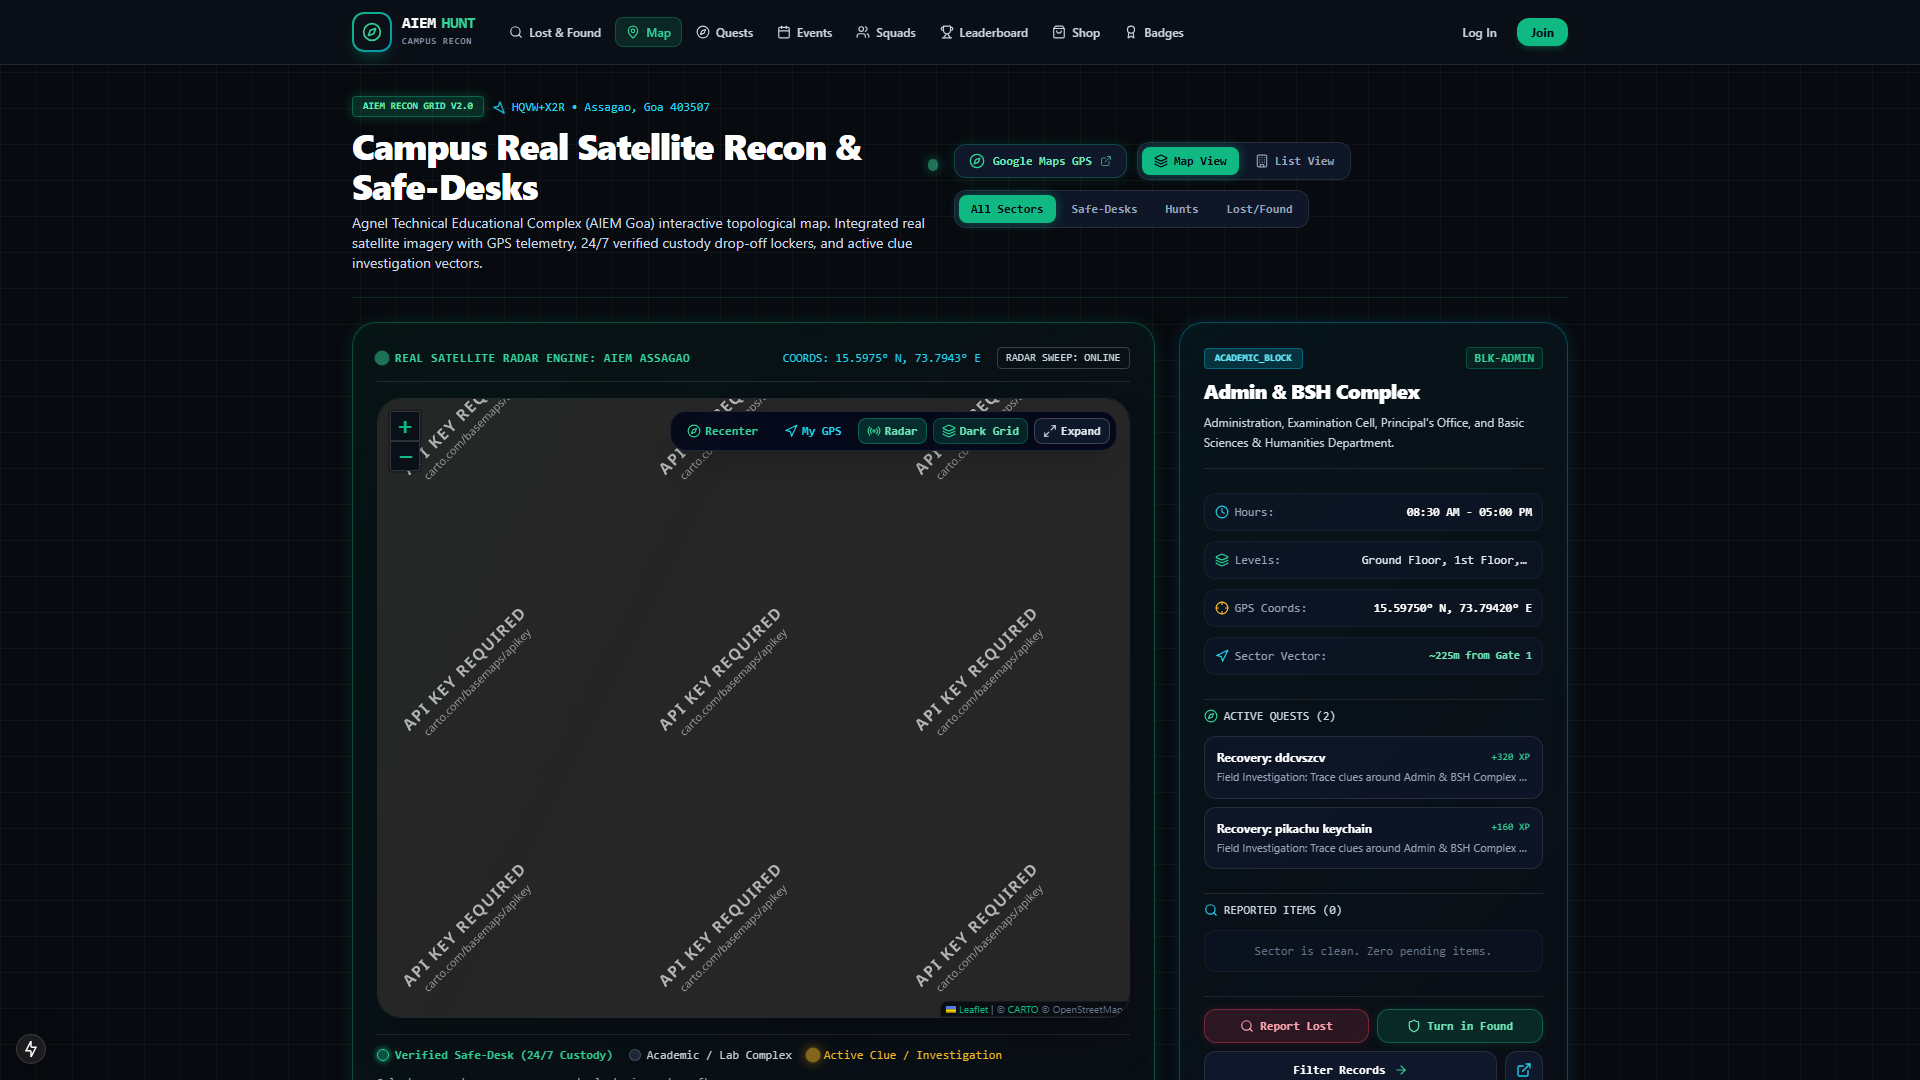 AIEM HUNT
CAMPUS RECON
Lost & Found
Map
Quests
Events
Squads
Leaderboard
Shop
Badges
Log In
Join
AIEM RECON GRID V2.0
HQVW+X2R • Assagao, Goa 403507
Campus Real Satellite Recon &
Safe-Desks
Agnel Technical Educational Complex (AIEM Goa) interactive topological map. Integrated real
satellite imagery with GPS telemetry, 24/7 verified custody drop-off lockers, and active clue
investigation vectors.
Google Maps GPS
Map View
List View
All Sectors
Safe-Desks
Hunts
Lost/Found
REAL SATELLITE RADAR ENGINE: AIEM ASSAGAO
COORDS: 15.5975° N, 73.7943° E
RADAR SWEEP: ONLINE
+
−
Recenter
My GPS
Radar
Dark Grid
Expand
API KEY REQ
carto.com/basemaps/
API
carto.co
API
carto.co
API KEY REQUIRED
carto.com/basemaps/apikey
API KEY REQUIRED
carto.com/basemaps/apikey
API KEY REQUIRED
carto.com/basemaps/apikey
API KEY REQUIRED
carto.com/basemaps/apikey
API KEY REQUIRED
carto.com/basemaps/apikey
API KEY REQUIRED
carto.com/basemaps/apikey
Leaflet | © CARTO © OpenStreetMap
Verified Safe-Desk (24/7 Custody)
Academic / Lab Complex
Active Clue / Investigation
ACADEMIC_BLOCK
BLK-ADMIN
Admin & BSH Complex
Administration, Examination Cell, Principal's Office, and Basic
Sciences & Humanities Department.
Hours:
08:30 AM - 05:00 PM
Levels:
Ground Floor, 1st Floor,…
GPS Coords:
15.59750° N, 73.79420° E
Sector Vector:
~225m from Gate 1
ACTIVE QUESTS (2)
Recovery: ddcvszcv
+320 XP
Field Investigation: Trace clues around Admin & BSH Complex ...
Recovery: pikachu keychain
+160 XP
Field Investigation: Trace clues around Admin & BSH Complex ...
REPORTED ITEMS (0)
Sector is clean. Zero pending items.
Report Lost
Turn in Found
Filter Records →